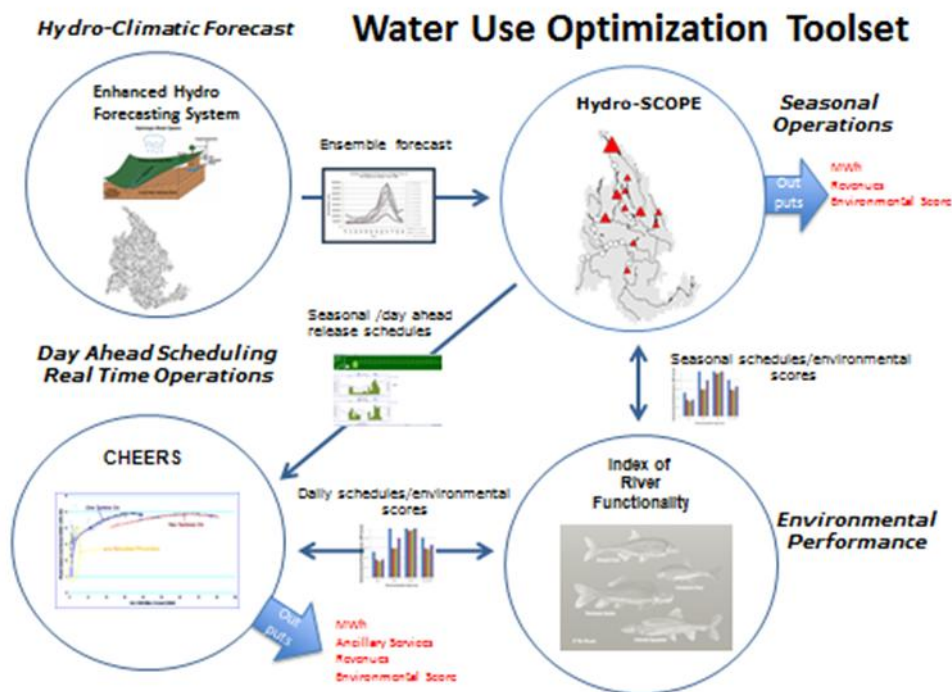 Hydro-Climatic Forecast
Water Use Optimization Toolset
Enhanced Hydro
Forecasting System
Ensemble forecast
Hydro-SCOPE
Seasonal
Operations
Out
puts
MWh
Revenues
Environmental Score
Seasonal /day ahead
release schedules
Day Ahead Scheduling
Real Time Operations
Seasonal schedules/environmental
scores
CHEERS
Daily schedules/environmental
scores
Index of
River
Functionality
Environmental
Performance
Out
puts
MWh
Ancillary Services
Revenues
Environmental Score